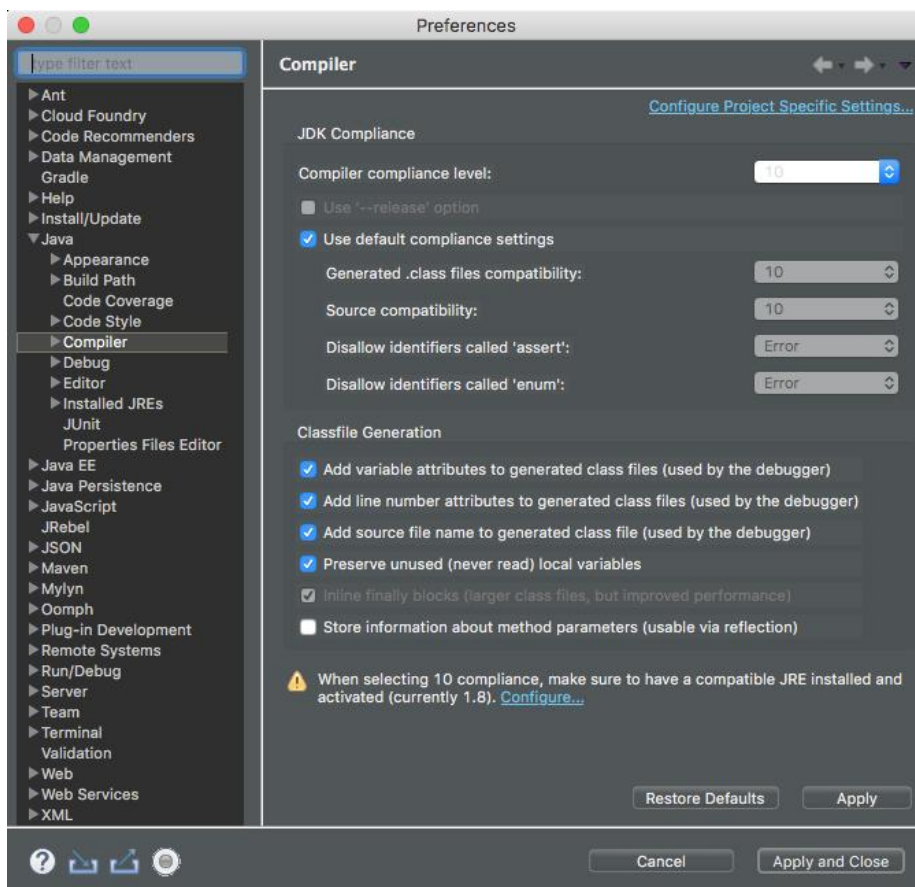 Preferences
type filter text
Ant
Cloud Foundry
Code Recommenders
Data Management
Gradle
Help
Install/Update
Java
Appearance
Build Path
Code Coverage
Code Style
Compiler
Debug
Editor
Installed JREs
JUnit
Properties Files Editor
Java EE
Java Persistence
JavaScript
JRebel
JSON
Maven
Mylyn
Oomph
Plug-in Development
Remote Systems
Run/Debug
Server
Team
Terminal
Validation
Web
Web Services
XML
Compiler
Configure Project Specific Settings...
JDK Compliance
Compiler compliance level: 10
Use '--release' option
Use default compliance settings
Generated .class files compatibility: 10
Source compatibility: 10
Disallow identifiers called 'assert': Error
Disallow identifiers called 'enum': Error
Classfile Generation
Add variable attributes to generated class files (used by the debugger)
Add line number attributes to generated class files (used by the debugger)
Add source file name to generated class file (used by the debugger)
Preserve unused (never read) local variables
Inline finally blocks (larger class files, but improved performance)
Store information about method parameters (usable via reflection)
When selecting 10 compliance, make sure to have a compatible JRE installed and
activated (currently 1.8). Configure...
Restore Defaults Apply
? Cancel Apply and Close